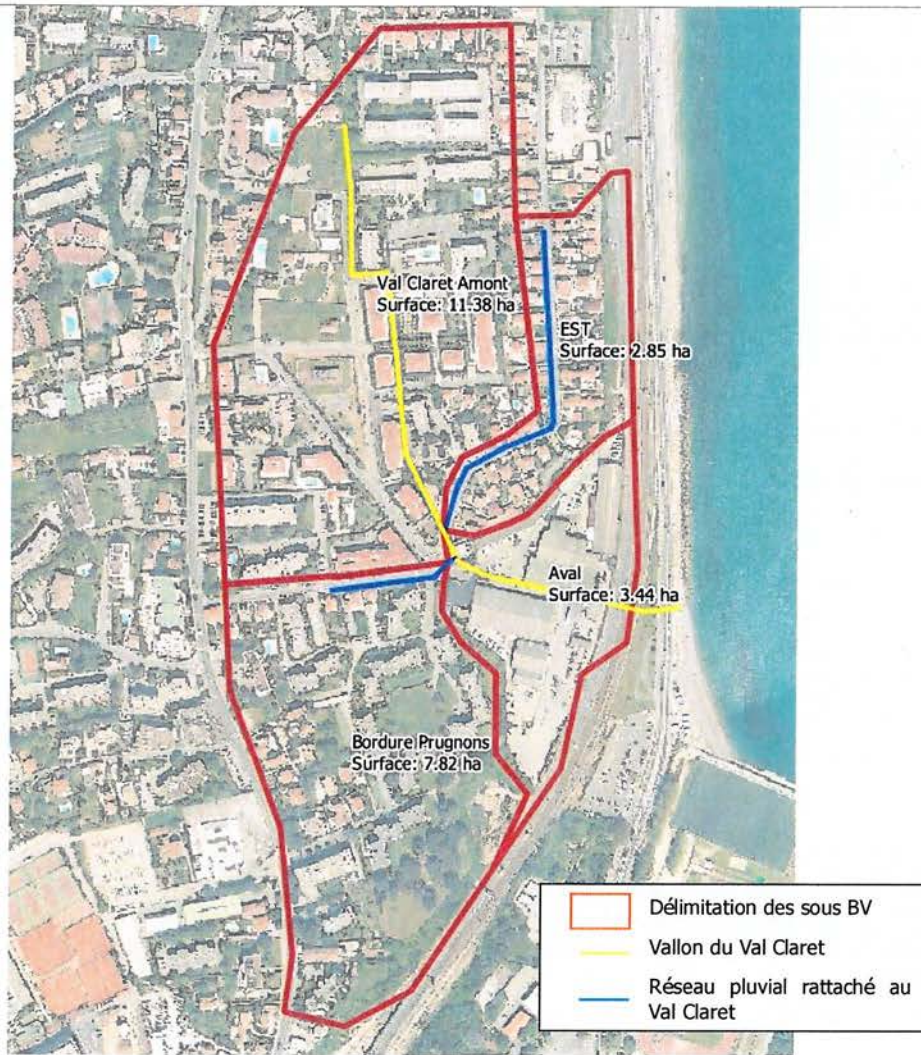 Val Claret Amont
Surface: 11.38 ha
EST
Surface: 2.85 ha
Aval
Surface: 3.44 ha
Bordure Prugnons
Surface: 7.82 ha
Délimitation des sous BV
Vallon du Val Claret
Réseau pluvial rattaché au
Val Claret